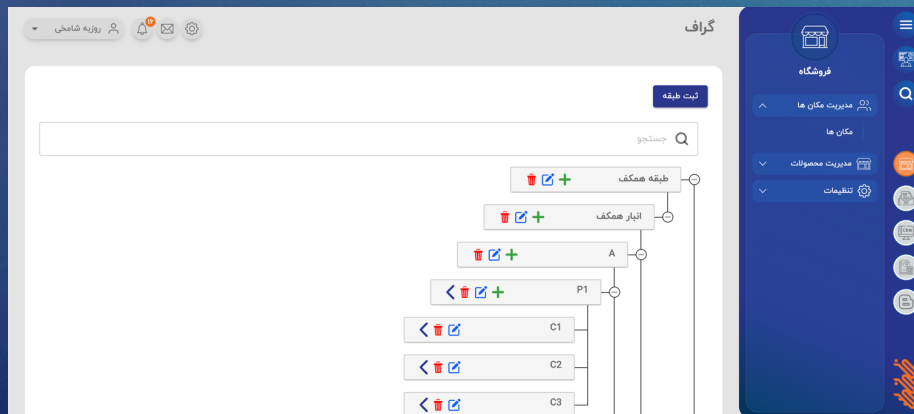 گراف
۱۶
روزبه شامخی
فروشگاه
مدیریت مکان ها
مکان ها
مدیریت محصولات
تنظیمات
ثبت طبقه
جستجو
طبقه همکف
انبار همکف
A
P1
C1
C2
C3
CRM